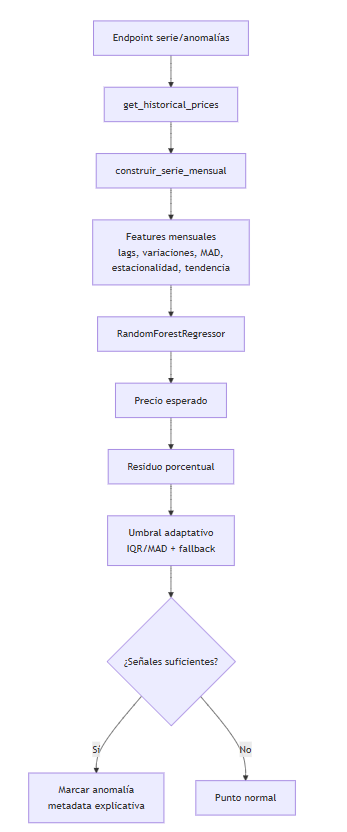 Endpoint serie/anomalías
get_historical_prices
construir_serie_mensual
Features mensuales
lags, variaciones, MAD,
estacionalidad, tendencia
RandomForestRegressor
Precio esperado
Residuo porcentual
Umbral adaptativo
IQR/MAD + fallback
¿Señales suficientes?
Sí
No
Marcar anomalía
metadata explicativa
Punto normal